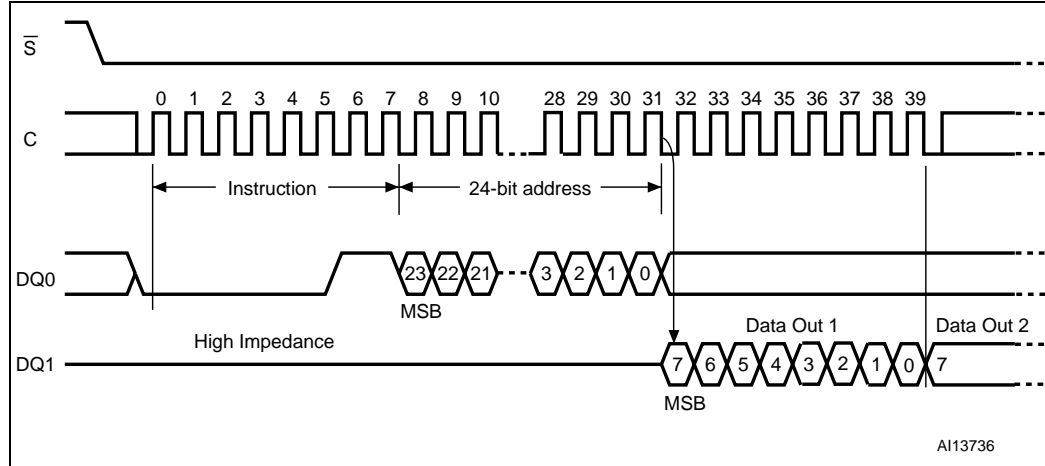 S
0 1 2 3 4 5 6 7 8 9 10 28 29 30 31 32 33 34 35 36 37 38 39
C
Instruction 24-bit address
DQ0 23 22 21 3 2 1 0
MSB
High Impedance Data Out 1 Data Out 2
DQ1 7 6 5 4 3 2 1 0 7
MSB
AI13736